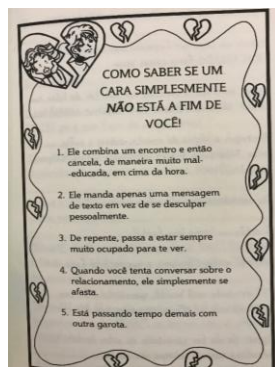 COMO SABER SE UM
CARA SIMPLESMENTE
NÃO ESTÁ A FIM DE
VOCÊ!
1. Ele combina um encontro e então
cancela, de maneira muito mal-
-educada, em cima da hora.
2. Ele manda apenas uma mensagem
de texto em vez de se desculpar
pessoalmente.
3. De repente, passa a estar sempre
muito ocupado para te ver.
4. Quando você tenta conversar sobre o
relacionamento, ele simplesmente se
afasta.
5. Está passando tempo demais com
outra garota.